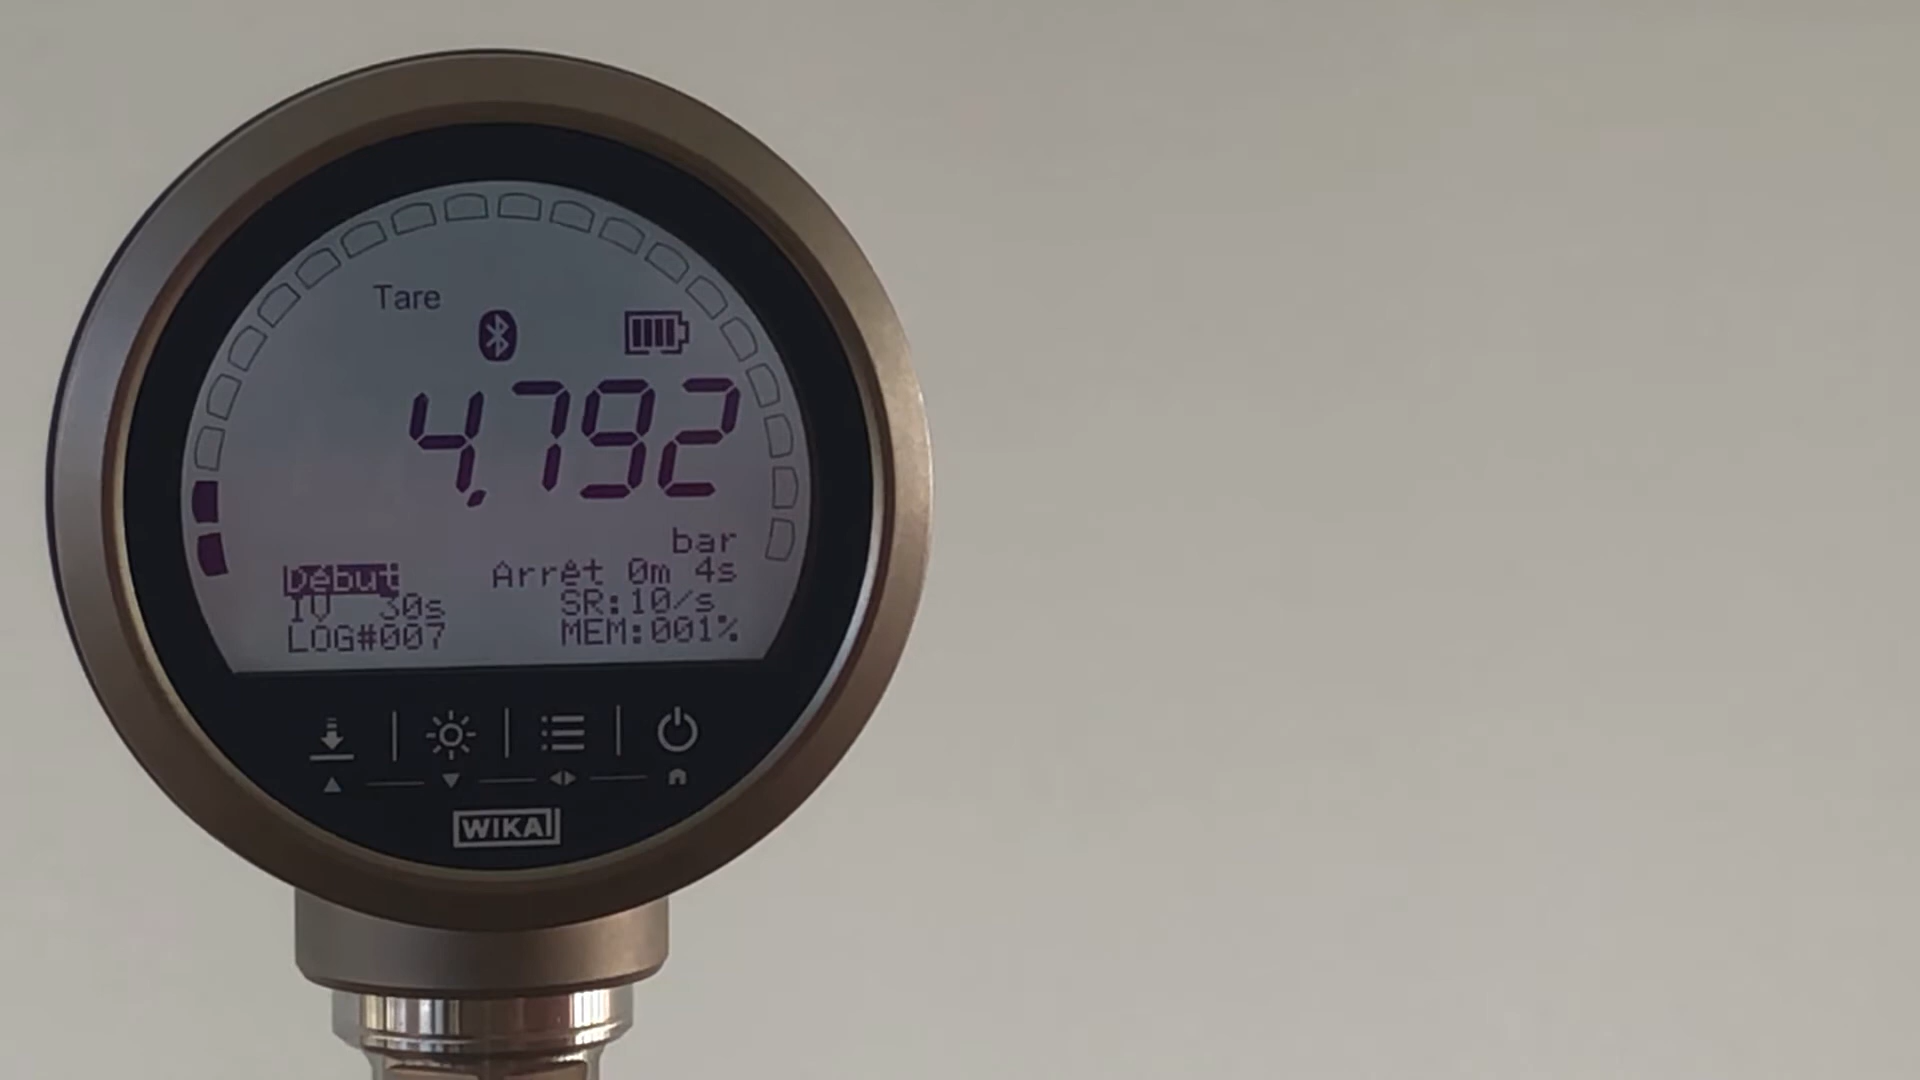 Tare
4,792
bar
Début Arrêt 0m 4s
IV 30s SR:10/s
LOG#007 MEM:001%
WIKA